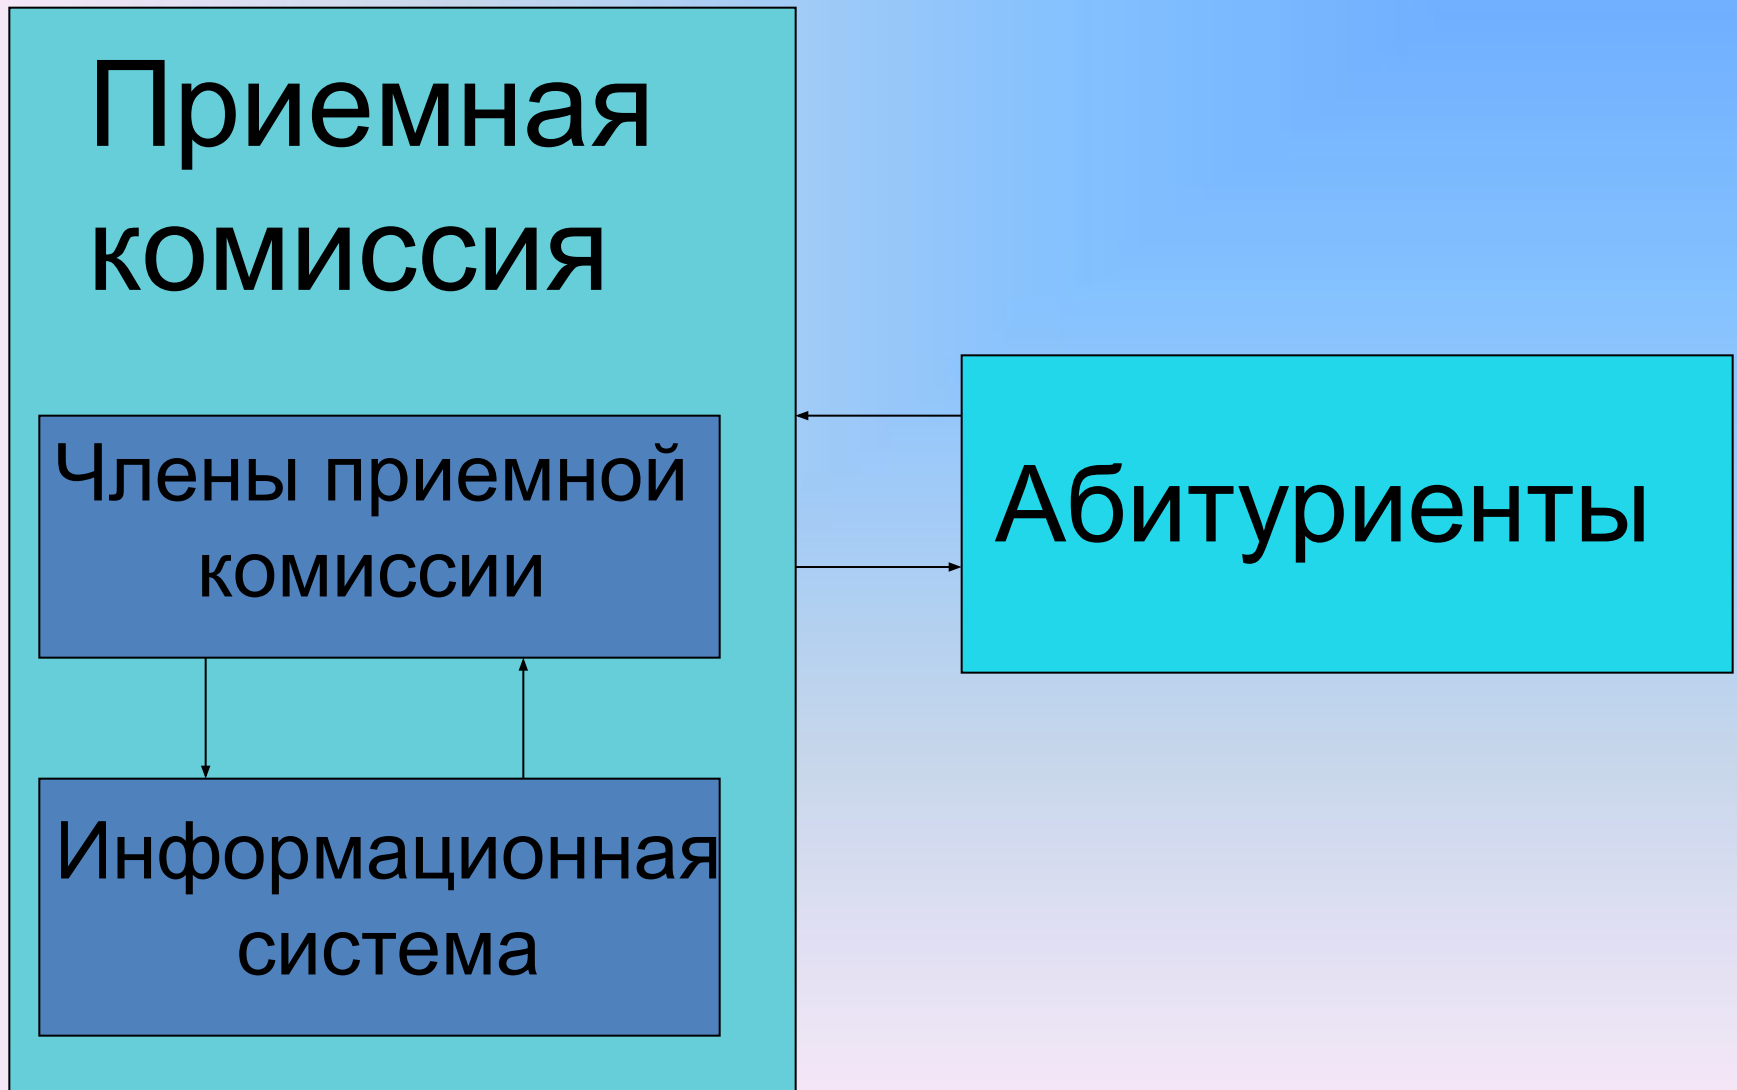 Приемная
комиссия
Члены приемной
комиссии
Информационная
система
Абитуриенты